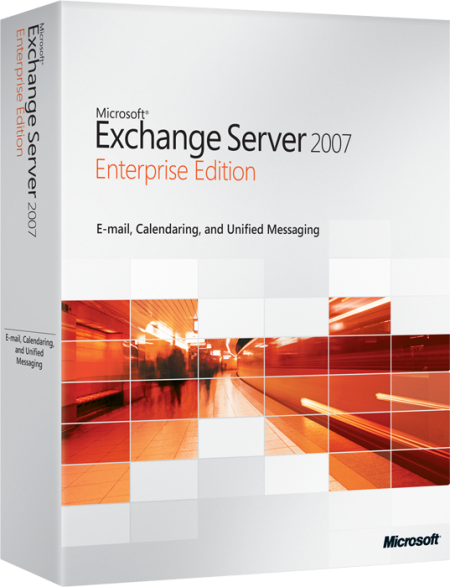 Microsoft®
Exchange Server 2007
Enterprise Edition
E-mail, Calendaring, and Unified Messaging
Microsoft®
Exchange Server 2007
Enterprise Edition
E-mail, Calendaring,
and Unified
Messaging
Microsoft®